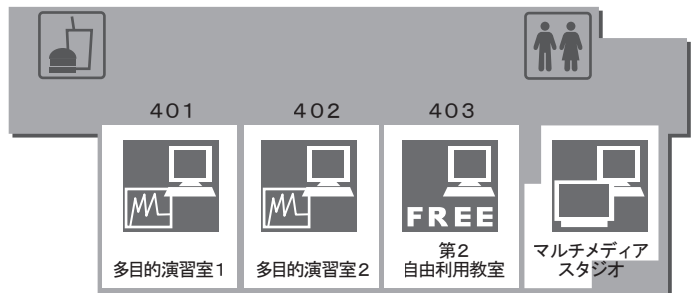 401
402
403
FREE
多目的演習室1
多目的演習室2
第2
自由利用教室
マルチメディア
スタジオ